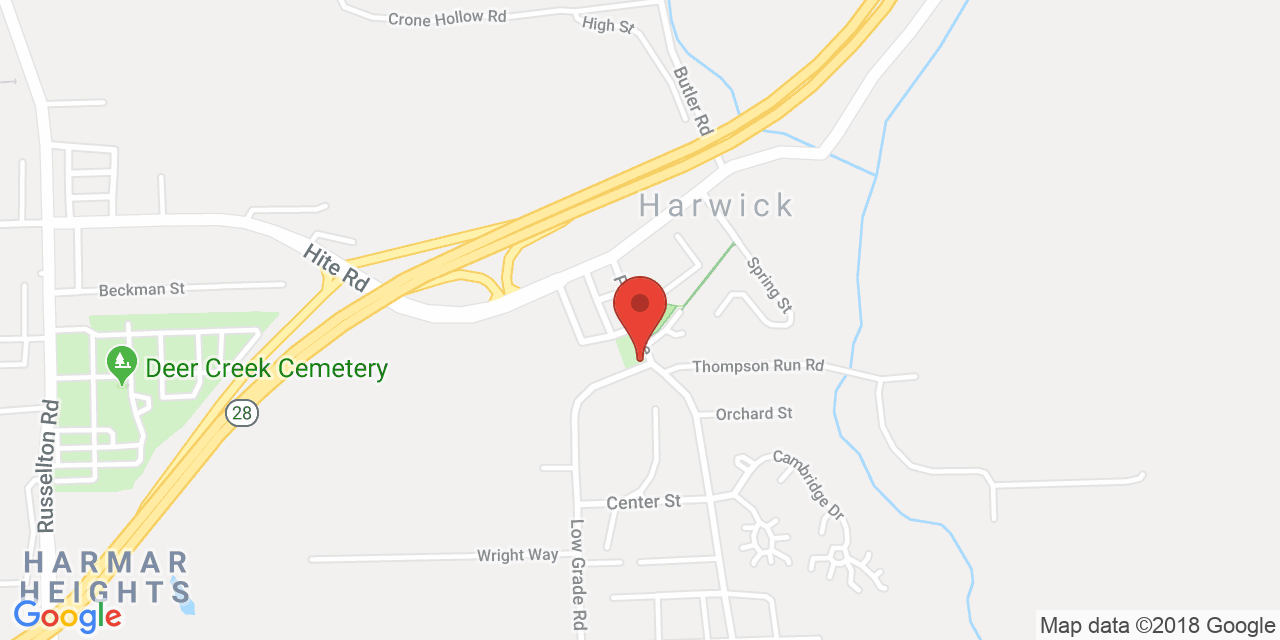 Crone Hollow Rd
High St
Butler Rd
Harwick
Hite Rd
Spring St
Beckman St
Deer Creek Cemetery
Thompson Run Rd
28
Orchard St
Russellton Rd
Cambridge Dr
Center St
Low Grade Rd
Wright Way
HARMAR
HEIGHTS
Google
Map data ©2018 Google